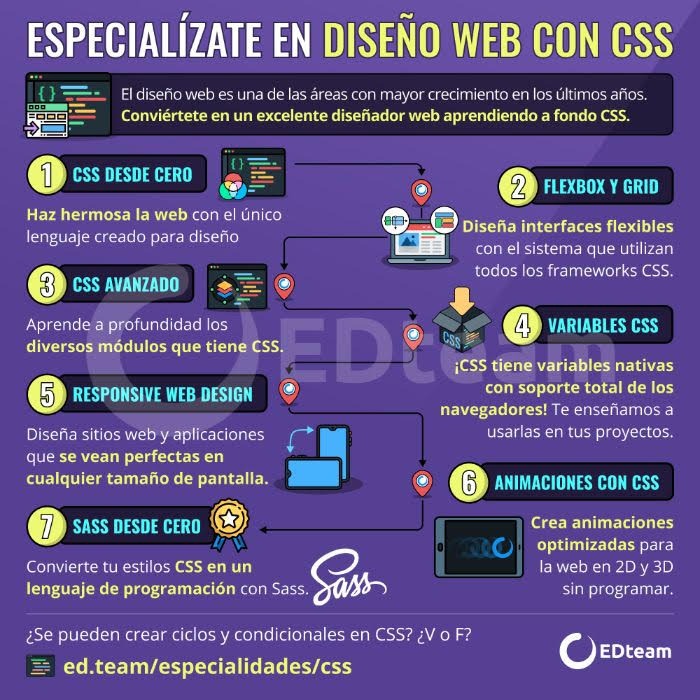 ESPECIALÍZATE EN DISEÑO WEB CON CSS
El diseño web es una de las áreas con mayor crecimiento en los últimos años.
Conviértete en un excelente diseñador web aprendiendo a fondo CSS.
1 CSS DESDE CERO
Haz hermosa la web con el único
lenguaje creado para diseño
2 FLEXBOX Y GRID
Diseña interfaces flexibles
con el sistema que utilizan
todos los frameworks CSS.
3 CSS AVANZADO
Aprende a profundidad los
diversos módulos que tiene CSS.
CSS
4 VARIABLES CSS
¡CSS tiene variables nativas
con soporte total de los
navegadores! Te enseñamos a
usarlas en tus proyectos.
EDteam
5 RESPONSIVE WEB DESIGN
Diseña sitios web y aplicaciones
que se vean perfectas en
cualquier tamaño de pantalla.
6 ANIMACIONES CON CSS
Crea animaciones
optimizadas para
la web en 2D y 3D
sin programar.
7 SASS DESDE CERO
Convierte tu estilos CSS en un
lenguaje de programación con Sass.
Sass
¿Se pueden crear ciclos y condicionales en CSS? ¿V o F?
ed.team/especialidades/css
EDteam